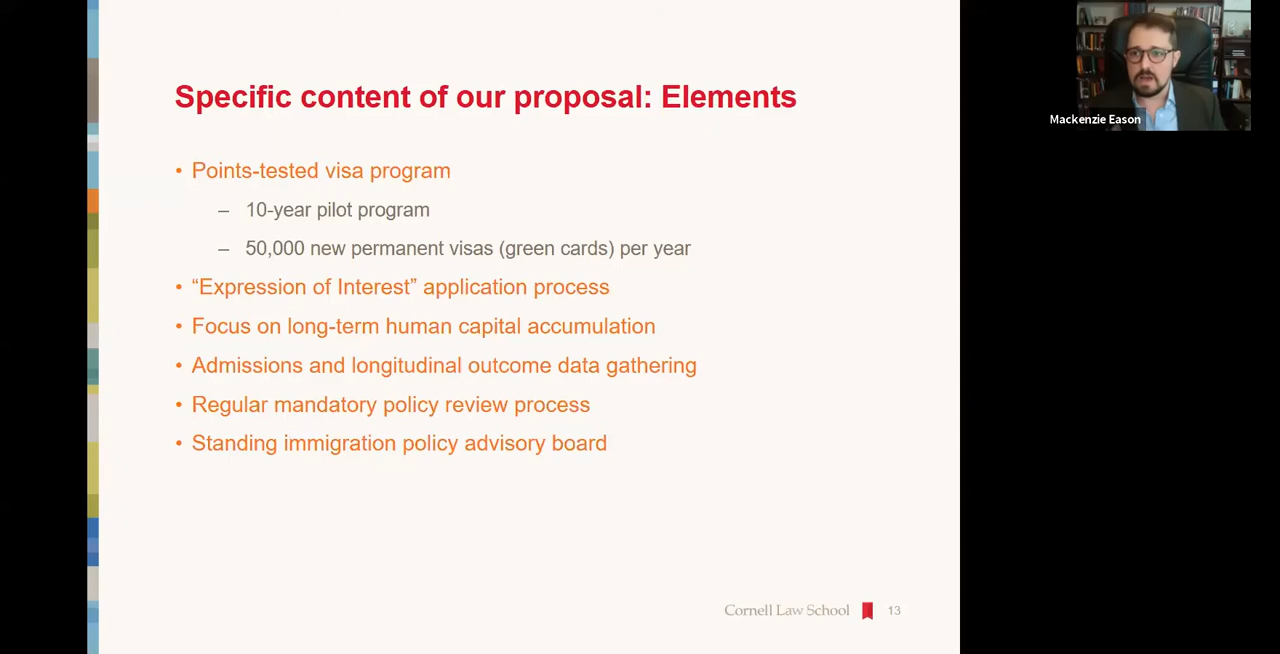 Specific content of our proposal: Elements
• Points-tested visa program
– 10-year pilot program
– 50,000 new permanent visas (green cards) per year
• “Expression of Interest” application process
• Focus on long-term human capital accumulation
• Admissions and longitudinal outcome data gathering
• Regular mandatory policy review process
• Standing immigration policy advisory board
Cornell Law School 13
Mackenzie Eason